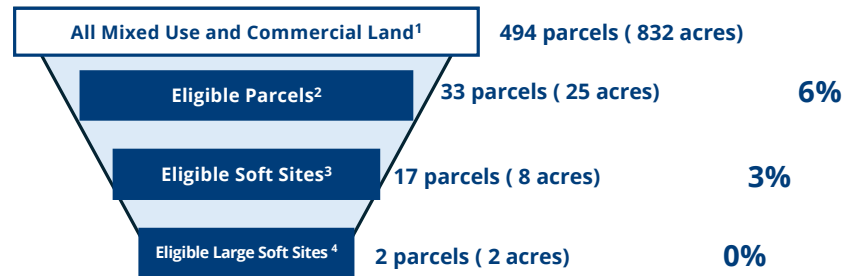 All Mixed Use and Commercial Land¹ 494 parcels ( 832 acres)
Eligible Parcels² 33 parcels ( 25 acres) 6%
Eligible Soft Sites³ 17 parcels ( 8 acres) 3%
Eligible Large Soft Sites ⁴ 2 parcels ( 2 acres) 0%